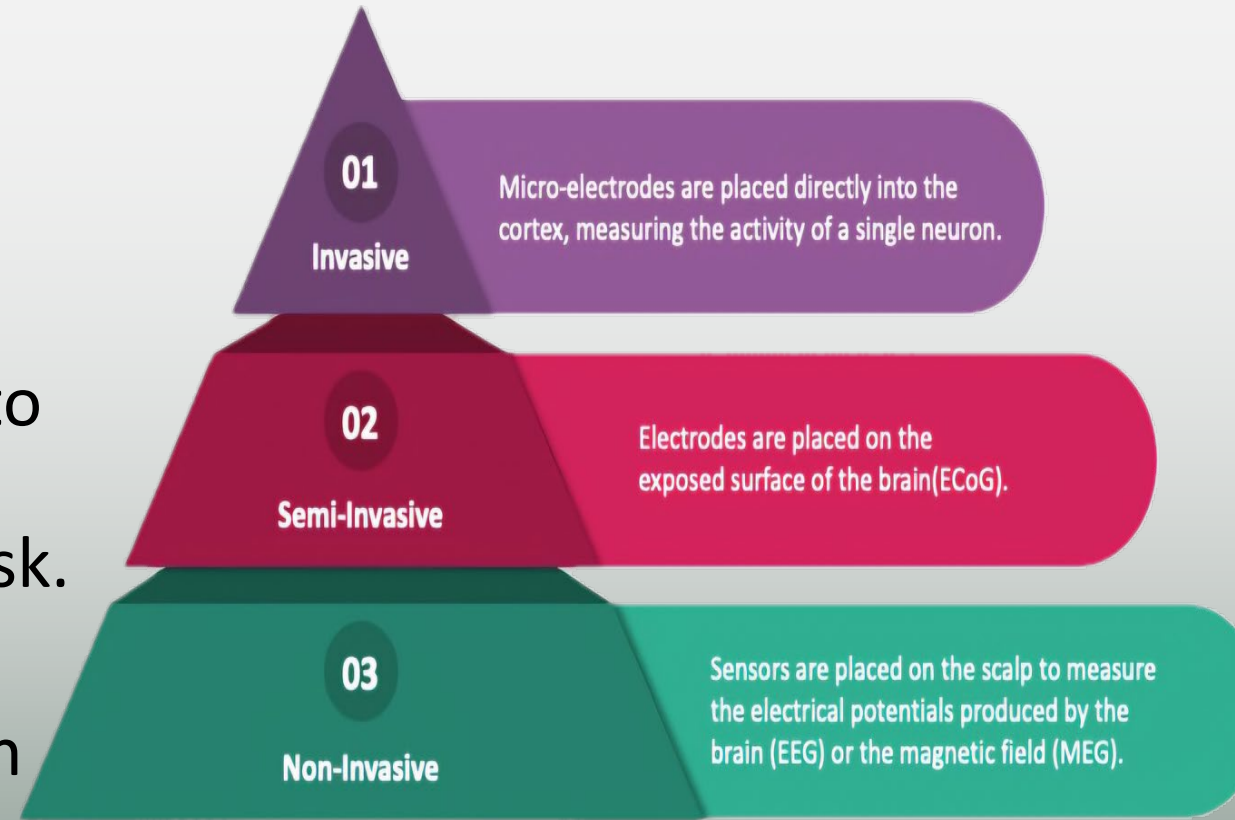 01
Invasive
Micro-electrodes are placed directly into the
cortex, measuring the activity of a single neuron.
to
02
Semi-Invasive
Electrodes are placed on the
exposed surface of the brain(ECoG).
03
Non-Invasive
Sensors are placed on the scalp to measure
the electrical potentials produced by the
brain (EEG) or the magnetic field (MEG).